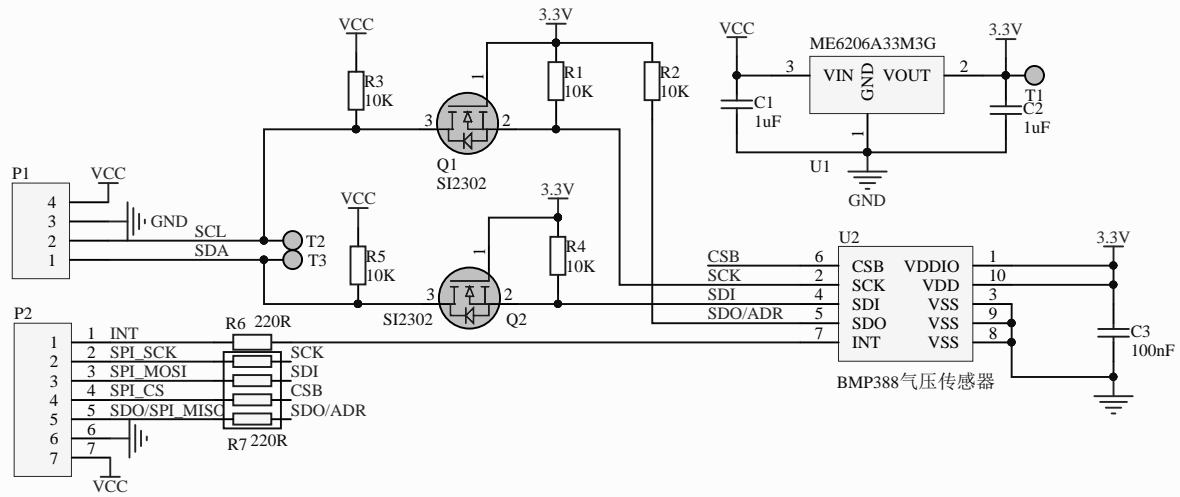 VCC
R3
10K
3
1
2
Q1
SI2302
3.3V
R1
10K
R2
10K
VCC
C1
1uF
ME6206A33M3G
3
VIN
GND
VOUT
2
1
U1
GND
3.3V
T1
C2
1uF
P1
4
3
2
1
VCC
GND
SCL
SDA
T2
T3
VCC
R5
10K
3
1
2
SI2302
Q2
3.3V
R4
10K
CSB
SCK
SDI
SDO/ADR
6
2
4
5
7
U2
CSB VDDIO
SCK VDD
SDI VSS
SDO VSS
INT VSS
1
10
3
9
8
BMP388气压传感器
3.3V
C3
100nF
P2
1
2
3
4
5
6
7
1 INT
2 SPI_SCK
3 SPI_MOSI
4 SPI_CS
5 SDO/SPI_MISO
6
7
VCC
R6 220R
SCK
SDI
CSB
SDO/ADR
R7 220R